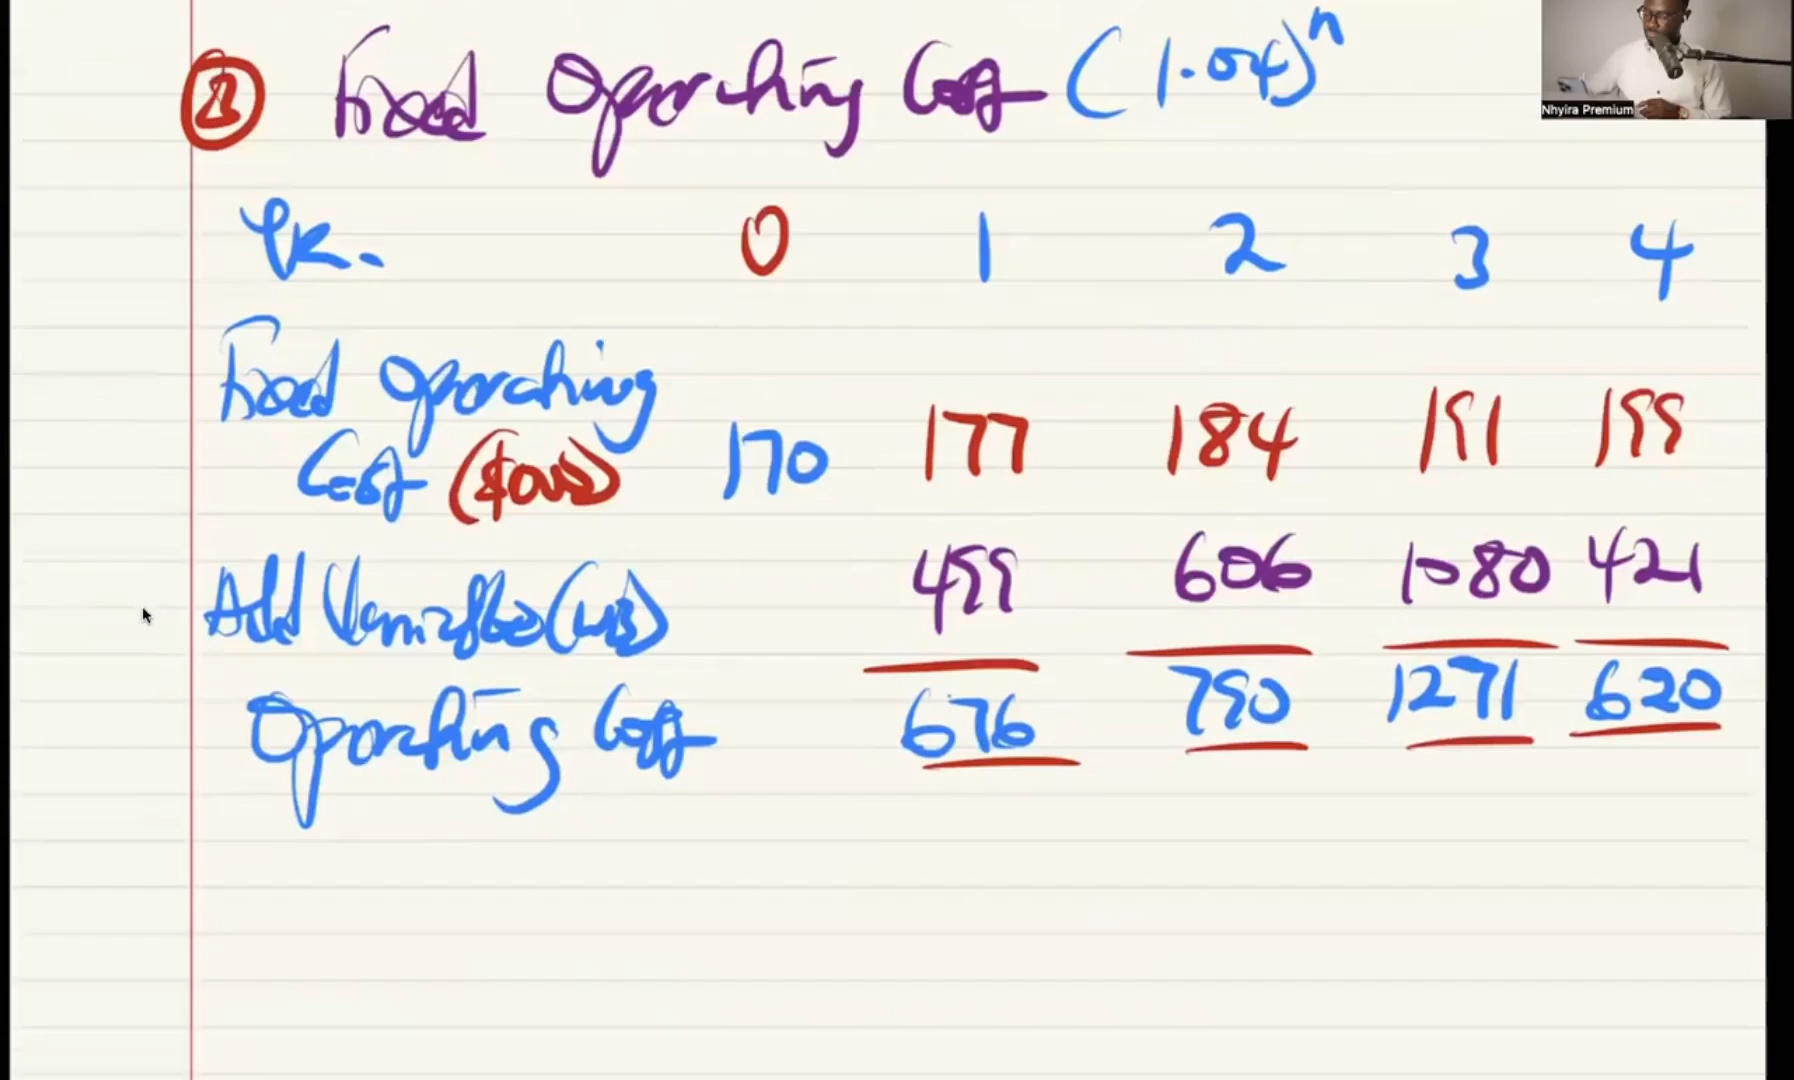 ② Fixed Operating Cost (1.04)ⁿ
Nhyira Premium
YR. 0 1 2 3 4
Fixed Operating
Cost ($000) 170 177 184 191 199
Add Variable (W3) 499 606 1080 421
Operating Cost 676 790 1271 620